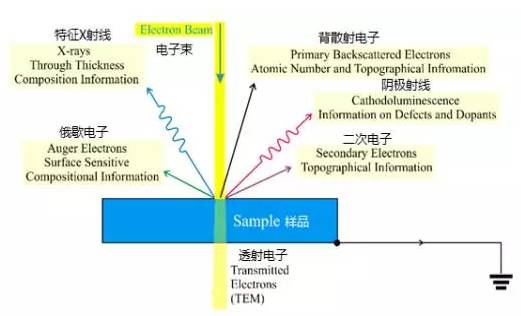 特征X射线
X-rays
Through Thickness
Composition Information
Electron Beam
电子束
背散射电子
Primary Backscattered Electrons
Atomic Number and Topographical Infromation
阴极射线
Cathodoluminescence
Information on Defects and Dopants
俄歇电子
Auger Electrons
Surface Sensitive
Compositional Information
二次电子
Secondary Electrons
Topographical Information
Sample 样品
透射电子
Transmitted
Electrons
(TEM)